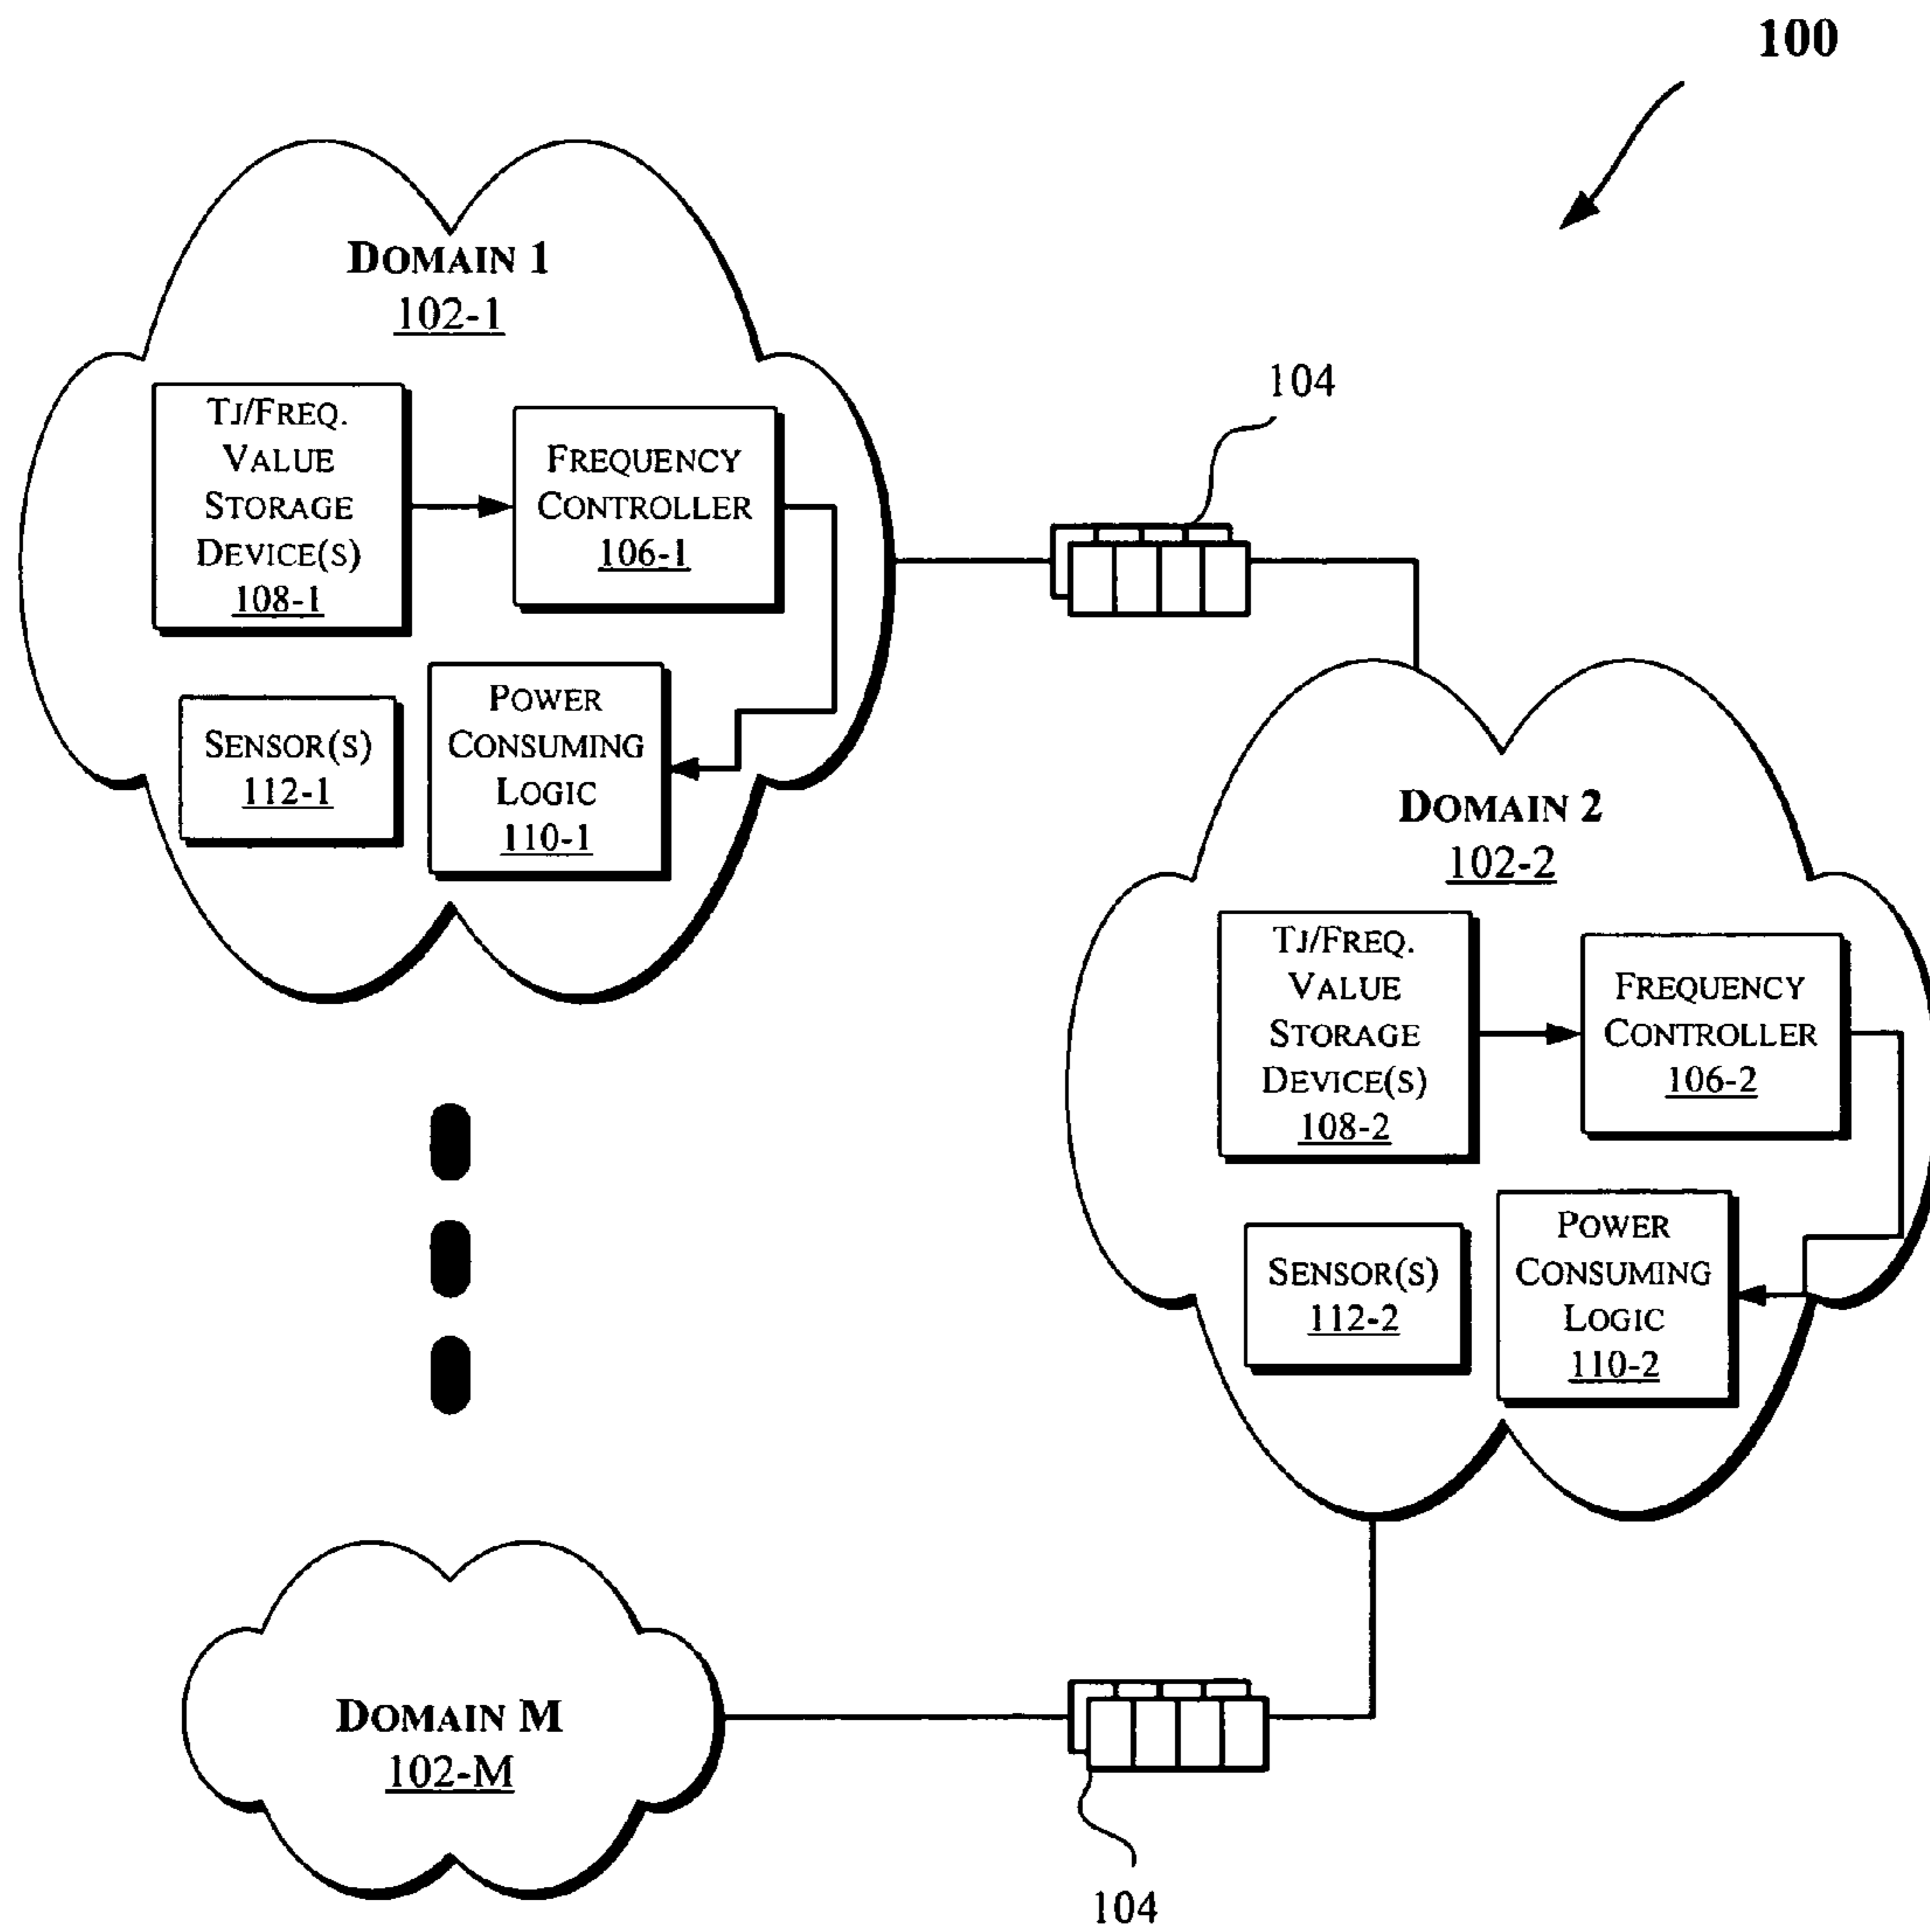 100
DOMAIN 1
102-1
TJ/FREQ.
VALUE
STORAGE
DEVICE(S)
108-1
FREQUENCY
CONTROLLER
106-1
SENSOR(S)
112-1
POWER
CONSUMING
LOGIC
110-1
104
DOMAIN 2
102-2
TJ/FREQ.
VALUE
STORAGE
DEVICE(S)
108-2
FREQUENCY
CONTROLLER
106-2
SENSOR(S)
112-2
POWER
CONSUMING
LOGIC
110-2
DOMAIN M
102-M
104